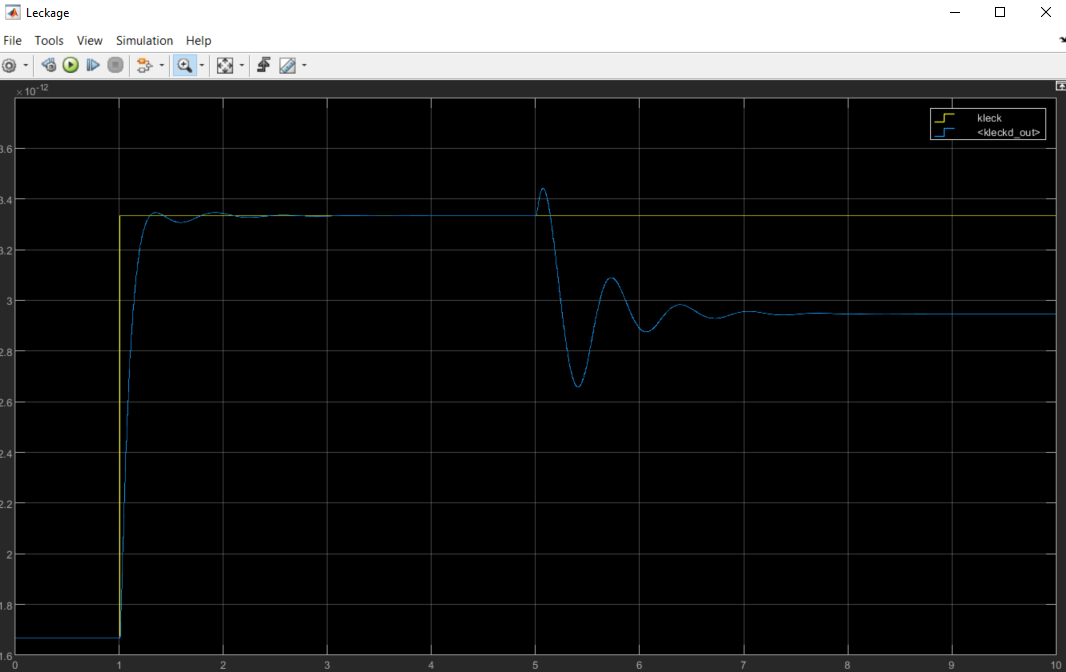 Leckage
File Tools View Simulation Help
×10⁻¹²
kleck
<kleckd_out>
3.6
3.4
3.2
3
2.8
2.6
2.4
2.2
2
1.8
1.6
0 1 2 3 4 5 6 7 8 9 10